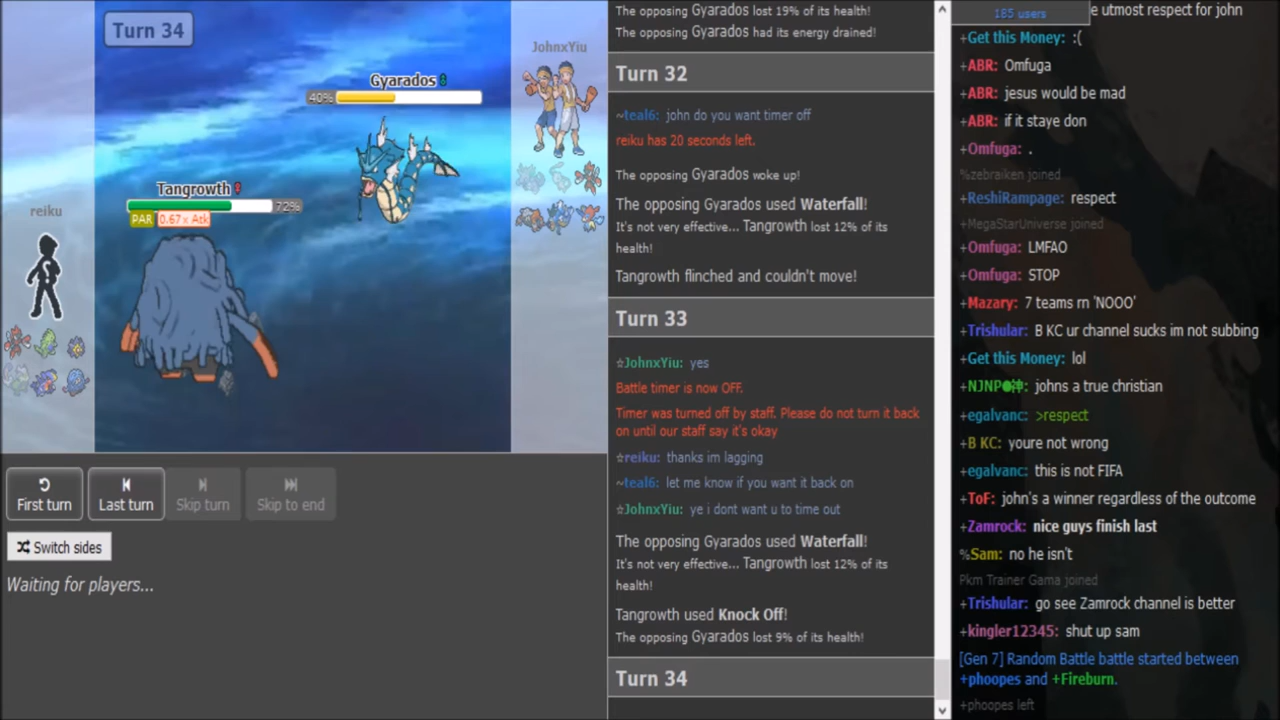 Turn 34
JohnxYiu
Gyarados
40%
Tangrowth
72%
PAR 0.67x Atk
reiku
First turn
Last turn
Skip turn
Skip to end
Switch sides
Waiting for players...
The opposing Gyarados lost 19% of its health!
The opposing Gyarados had its energy drained!
Turn 32
~teal6: john do you want timer off
reiku has 20 seconds left.
The opposing Gyarados woke up!
The opposing Gyarados used Waterfall!
It's not very effective... Tangrowth lost 12% of its
health!
Tangrowth flinched and couldn't move!
Turn 33
☆JohnxYiu: yes
Battle timer is now OFF.
Timer was turned off by staff. Please do not turn it back
on until our staff say it's okay
☆reiku: thanks im lagging
~teal6: let me know if you want it back on
☆JohnxYiu: ye i dont want u to time out
The opposing Gyarados used Waterfall!
It's not very effective... Tangrowth lost 12% of its
health!
Tangrowth used Knock Off!
The opposing Gyarados lost 9% of its health!
Turn 34
185 users
e utmost respect for john
+Get this Money: :(
+ABR: Omfuga
+ABR: jesus would be mad
+ABR: if it staye don
+Omfuga: .
%zebraiken joined
+ReshiRampage: respect
+MegaStarUniverse joined
+Omfuga: LMFAO
+Omfuga: STOP
+Mazary: 7 teams rn 'NOOO'
+Trishular: B KC ur channel sucks im not subbing
+Get this Money: lol
+NJNP●神: johns a true christian
+egalvanc: >respect
+B KC: youre not wrong
+egalvanc: this is not FIFA
+ToF: john's a winner regardless of the outcome
+Zamrock: nice guys finish last
%Sam: no he isn't
Pkm Trainer Gama joined
+Trishular: go see Zamrock channel is better
+kingler12345: shut up sam
[Gen 7] Random Battle battle started between
+phoopes and +Fireburn.
+phoopes left